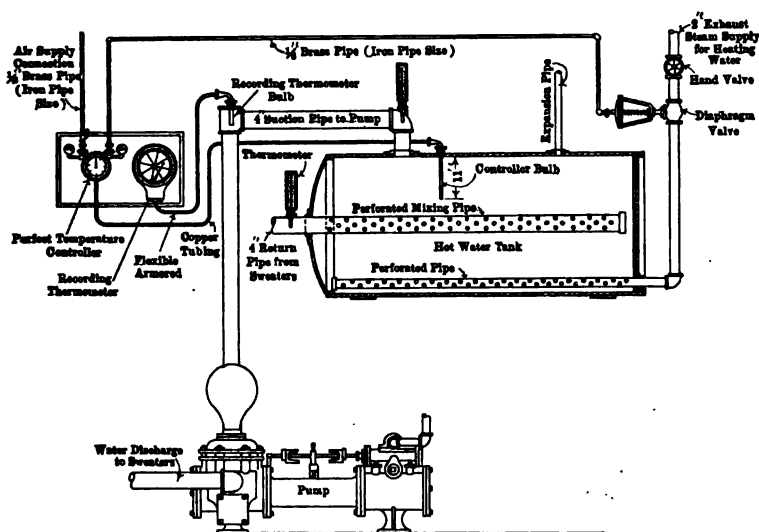 Air Supply
Connection
⅛" Brass Pipe
(Iron Pipe
Size)
⅛" Brass Pipe (Iron Pipe Size)
2" Exhaust
Steam Supply
for Heating
Water
Hand Valve
Diaphragm
Valve
Recording Thermometer
Bulb
4" Suction Pipe to Pump
Expansion Pipe
Thermometer
11"
Controller Bulb
Perforated Mixing Pipe
Hot Water Tank
Perforated Pipe
4" Return
Pipe from
Sweaters
Copper
Tubing
Flexible
Armored
Perfect Temperature
Controller
Recording
Thermometer
Water Discharge
to Sweaters
Pump